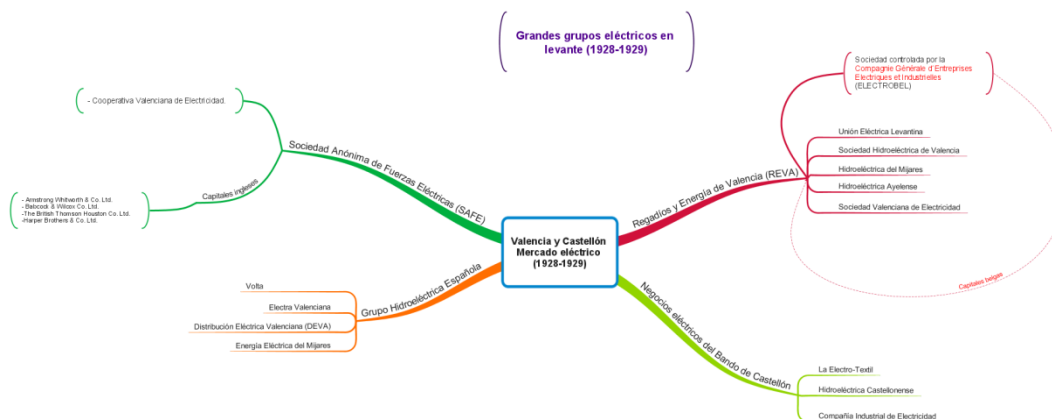 Grandes grupos eléctricos en
levante (1928-1929)
Sociedad controlada por la
Compagnie Générale d'Entreprises
Electriques et Industrielles
(ELECTROBEL)
- Cooperativa Valenciana de Electricidad.
Sociedad Anónima de Fuerzas Eléctricas (SAFE)
Capitales ingleses
- Armstrong Whitworth & Co. Ltd.
- Babcock & Wilcox Co. Ltd.
-The British Thomson Houston Co. Ltd.
-Harper Brothers & Co. Ltd.
Regadíos y Energía de Valencia (REVA)
Unión Eléctrica Levantina
Sociedad Hidroeléctrica de Valencia
Hidroeléctrica del Mijares
Hidroeléctrica Ayelense
Sociedad Valenciana de Electricidad
Capitales belgas
Valencia y Castellón
Mercado eléctrico
(1928-1929)
Grupo Hidroeléctrica Española
Volta
Electra Valenciana
Distribución Eléctrica Valenciana (DEVA)
Energía Eléctrica del Mijares
Negocios eléctricos del Bando de Castellón
La Electro-Textil
Hidroeléctrica Castellonense
Compañía Industrial de Electricidad